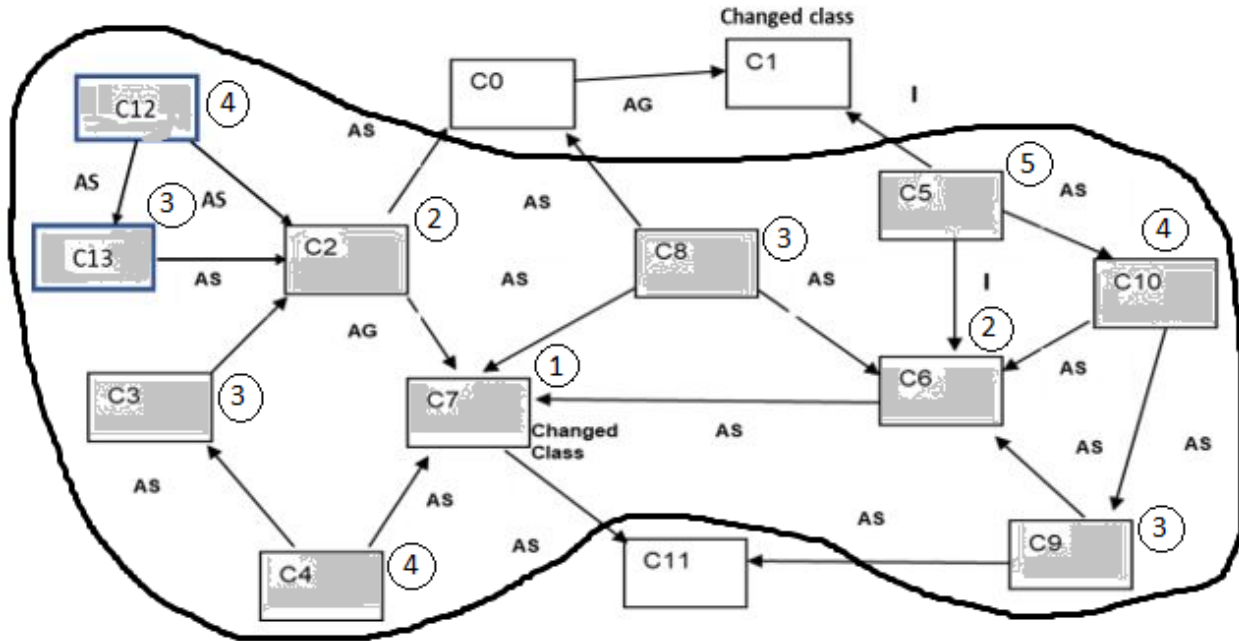 Changed class
C1
C0
AG
I
C12
4
AS
AS
3
AS
C13
AS
C2
2
AS
AS
C8
3
AS
C5
5
AS
4
C10
I
2
AG
C3
3
1
C7
Changed
Class
C6
AS
AS
AS
AS
AS
AS
C4
4
AS
C11
AS
C9
3